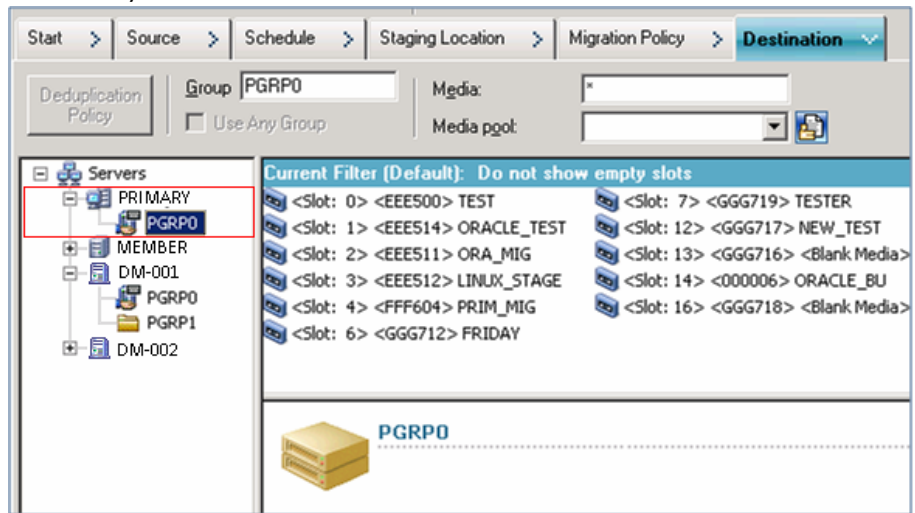 Start > Source > Schedule > Staging Location > Migration Policy > Destination
Deduplication Policy
Group PGRP0
Use Any Group
Media: *
Media pool:
Servers
PRIMARY
PGRP0
MEMBER
DM-001
PGRP0
PGRP1
DM-002
Current Filter (Default): Do not show empty slots
<Slot: 0> <EEE500> TEST
<Slot: 1> <EEE514> ORACLE_TEST
<Slot: 2> <EEE511> ORA_MIG
<Slot: 3> <EEE512> LINUX_STAGE
<Slot: 4> <FFF604> PRIM_MIG
<Slot: 6> <GGG712> FRIDAY
<Slot: 7> <GGG719> TESTER
<Slot: 12> <GGG717> NEW_TEST
<Slot: 13> <GGG716> <Blank Media>
<Slot: 14> <000006> ORACLE_BU
<Slot: 16> <GGG718> <Blank Media>
PGRP0